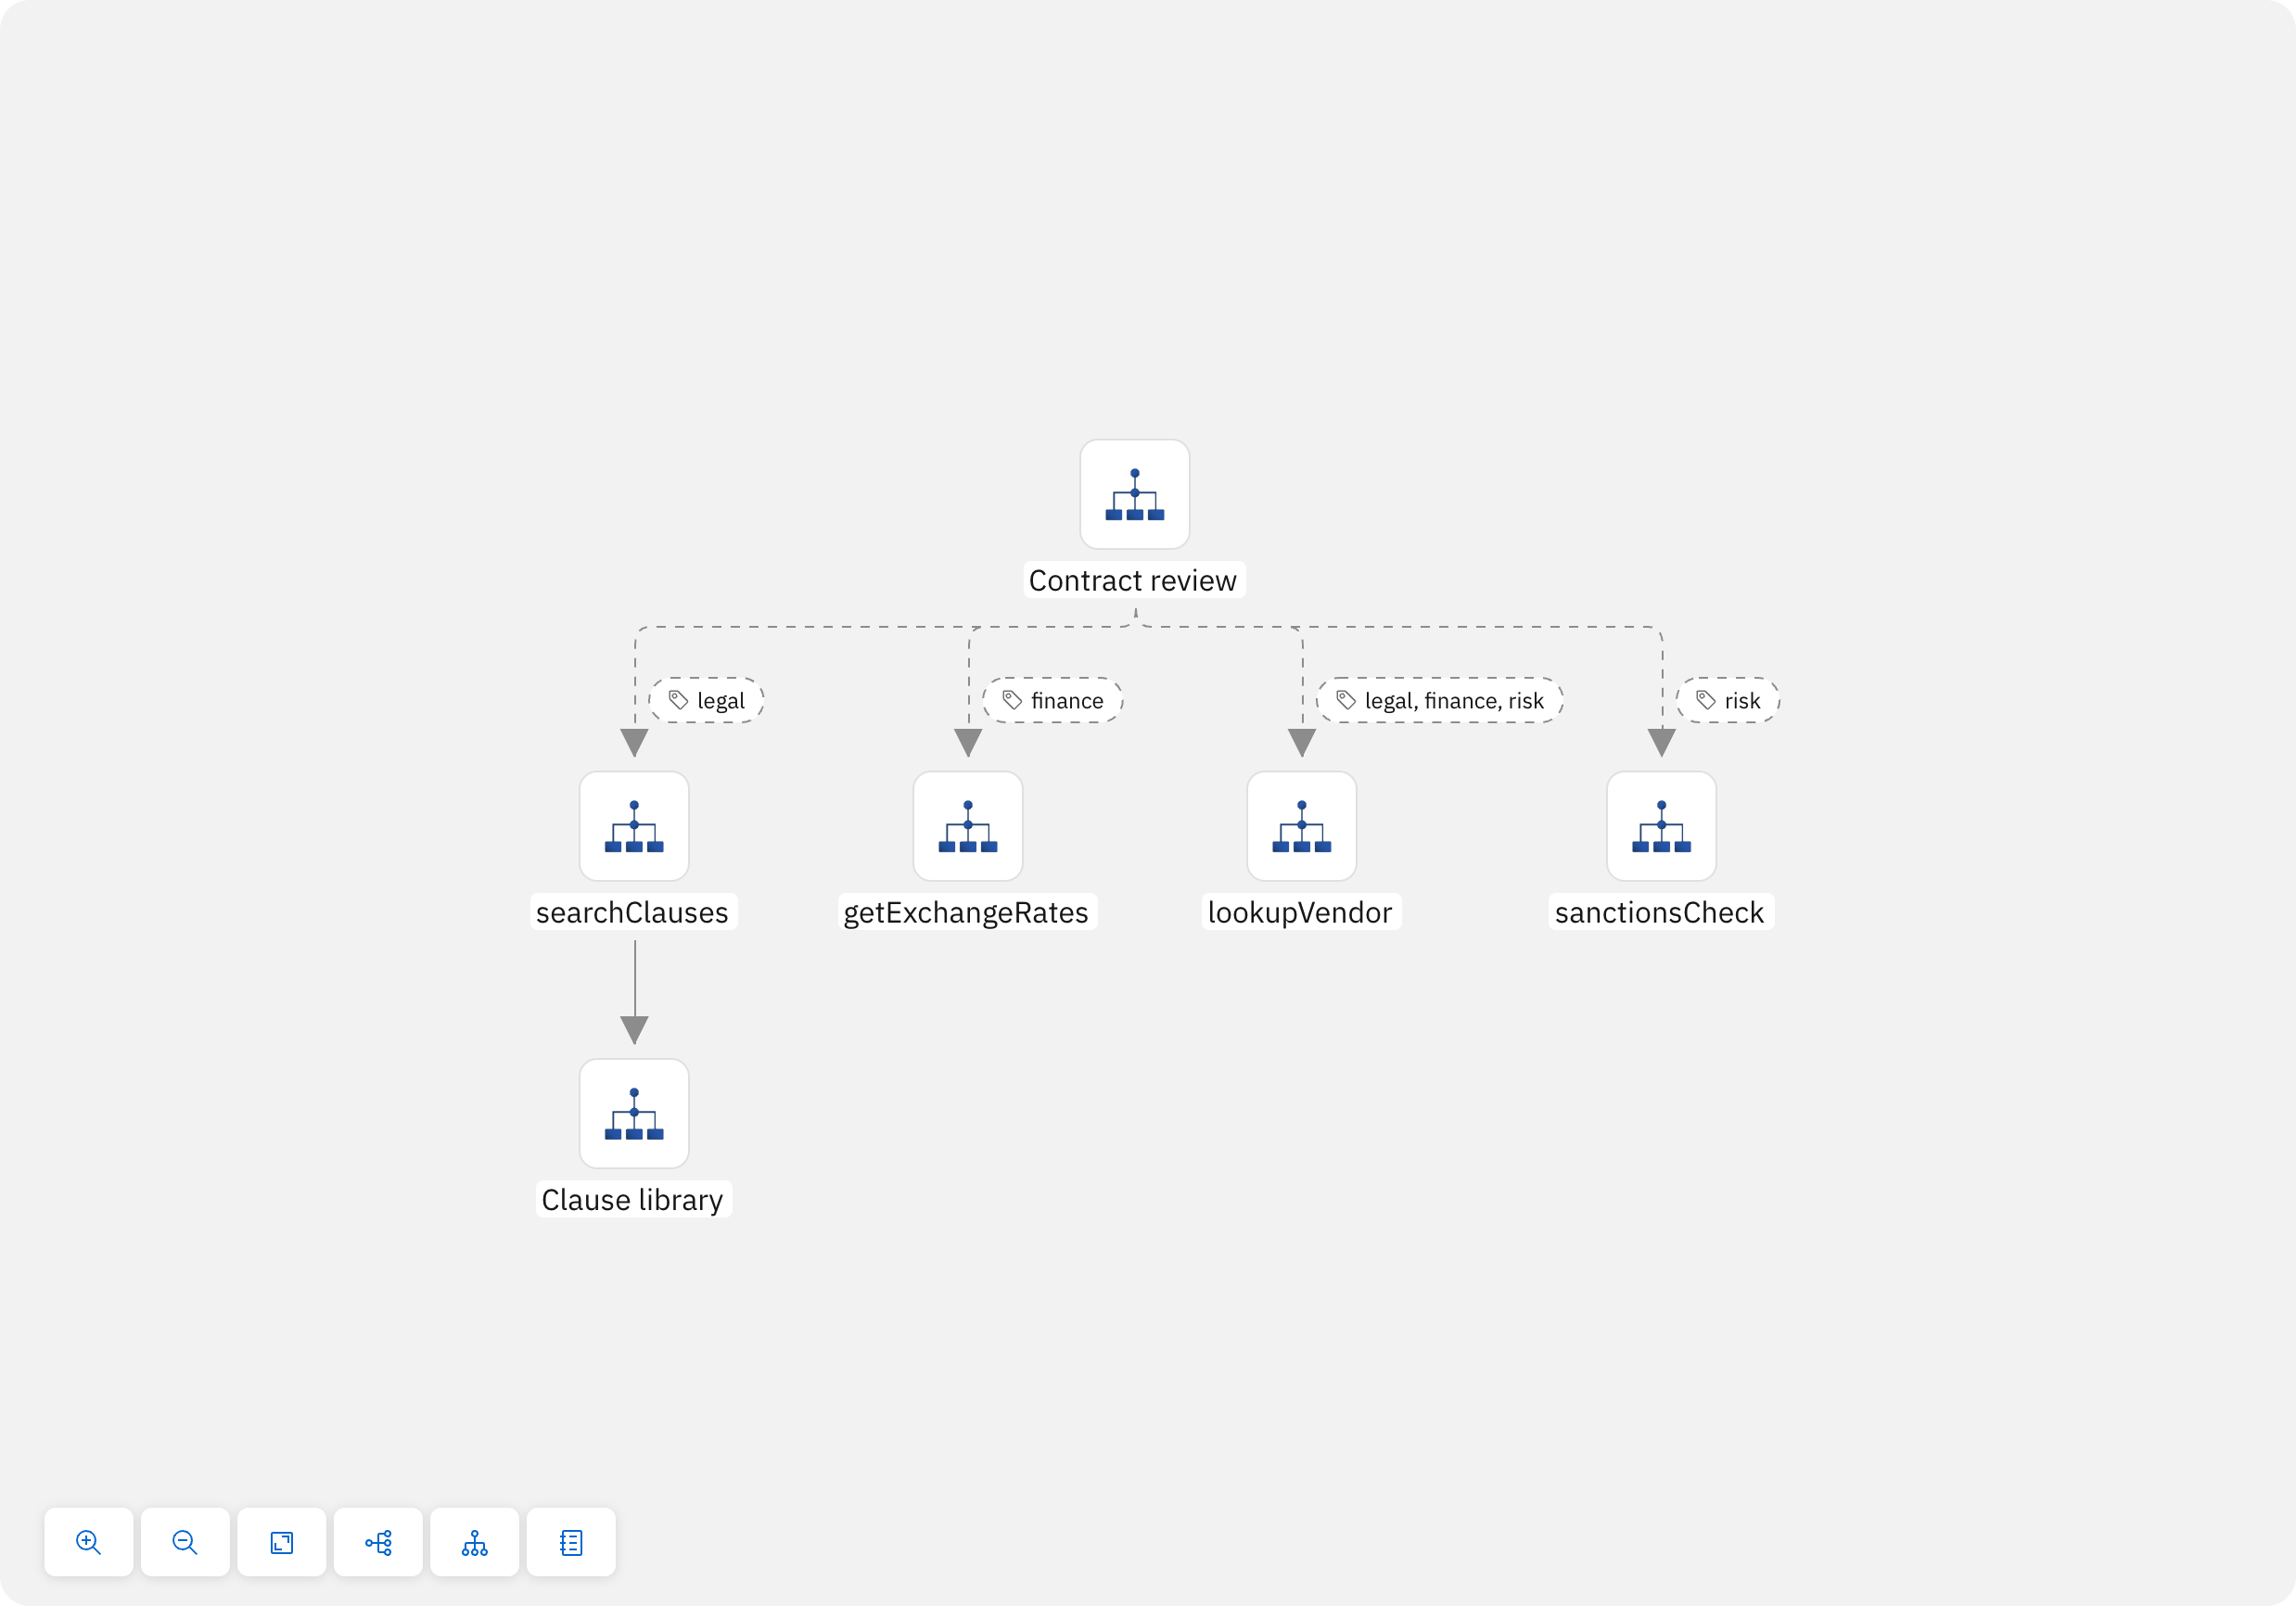 Contract review
legal
finance
legal, finance, risk
risk
searchClauses
getExchangeRates
lookupVendor
sanctionsCheck
Clause library